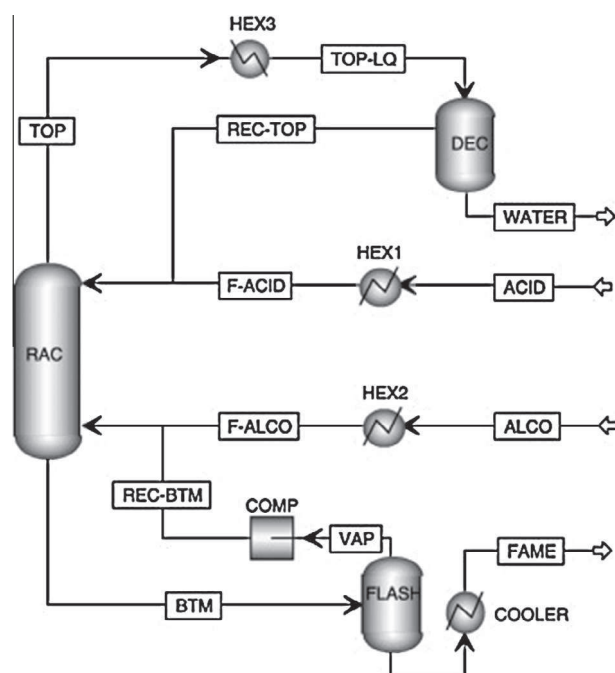 HEX3
TOP-LQ
TOP
REC-TOP
DEC
WATER
HEX1
F-ACID
ACID
RAC
HEX2
F-ALCO
ALCO
REC-BTM
COMP
VAP
FAME
BTM
FLASH
COOLER